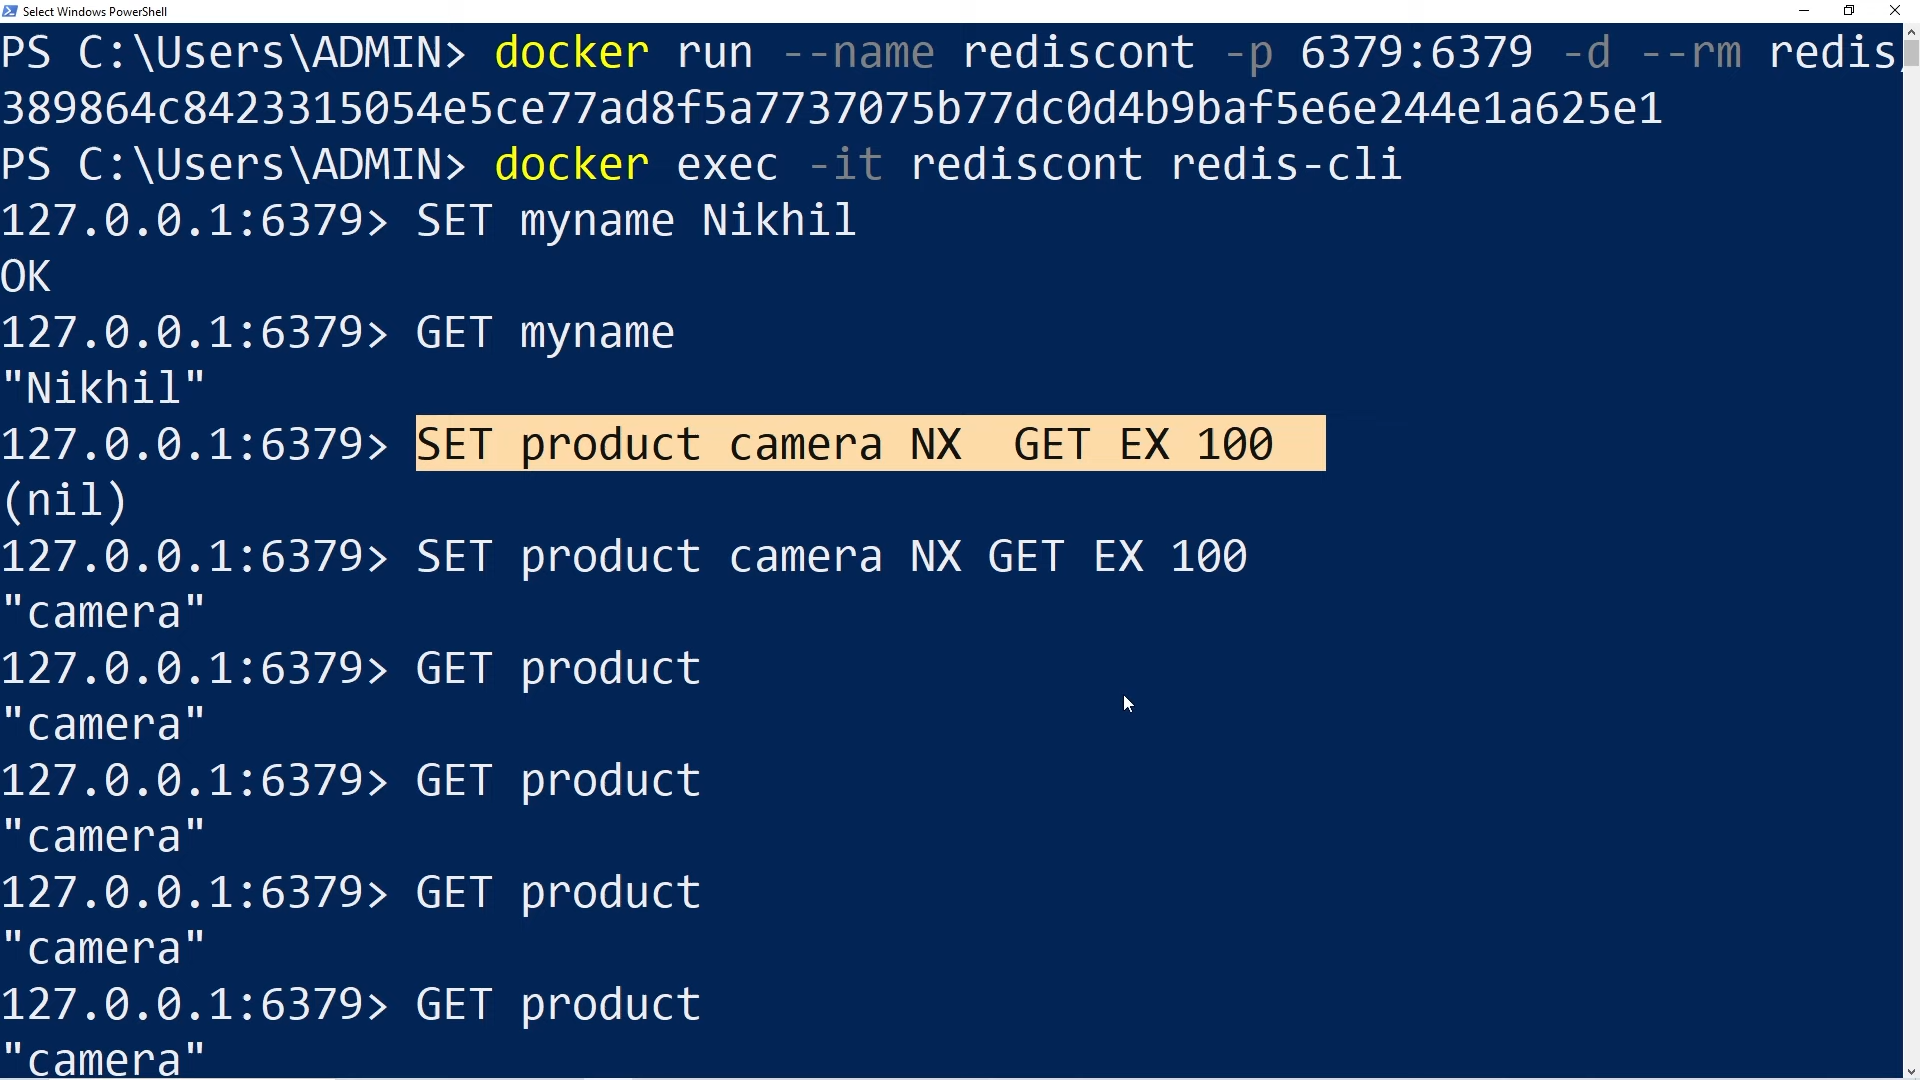 Select Windows PowerShell
PS C:\Users\ADMIN> docker run --name rediscont -p 6379:6379 -d --rm redis
389864c8423315054e5ce77ad8f5a7737075b77dc0d4b9baf5e6e244e1a625e1
PS C:\Users\ADMIN> docker exec -it rediscont redis-cli
127.0.0.1:6379> SET myname Nikhil
OK
127.0.0.1:6379> GET myname
"Nikhil"
127.0.0.1:6379> SET product camera NX  GET EX 100
(nil)
127.0.0.1:6379> SET product camera NX GET EX 100
"camera"
127.0.0.1:6379> GET product
"camera"
127.0.0.1:6379> GET product
"camera"
127.0.0.1:6379> GET product
"camera"
127.0.0.1:6379> GET product
"camera"